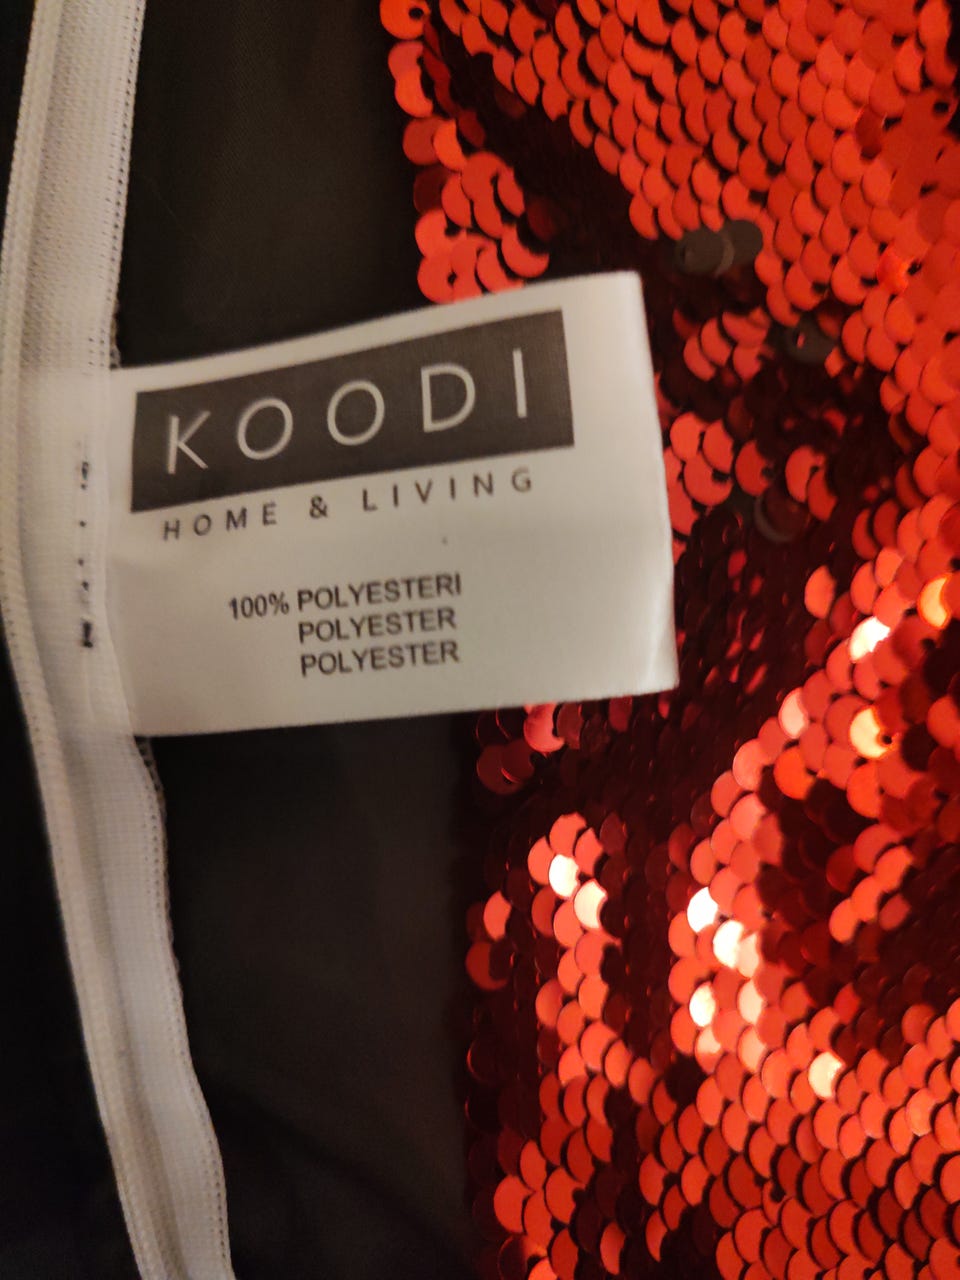 KOODI
HOME & LIVING
100% POLYESTERI
POLYESTER
POLYESTER